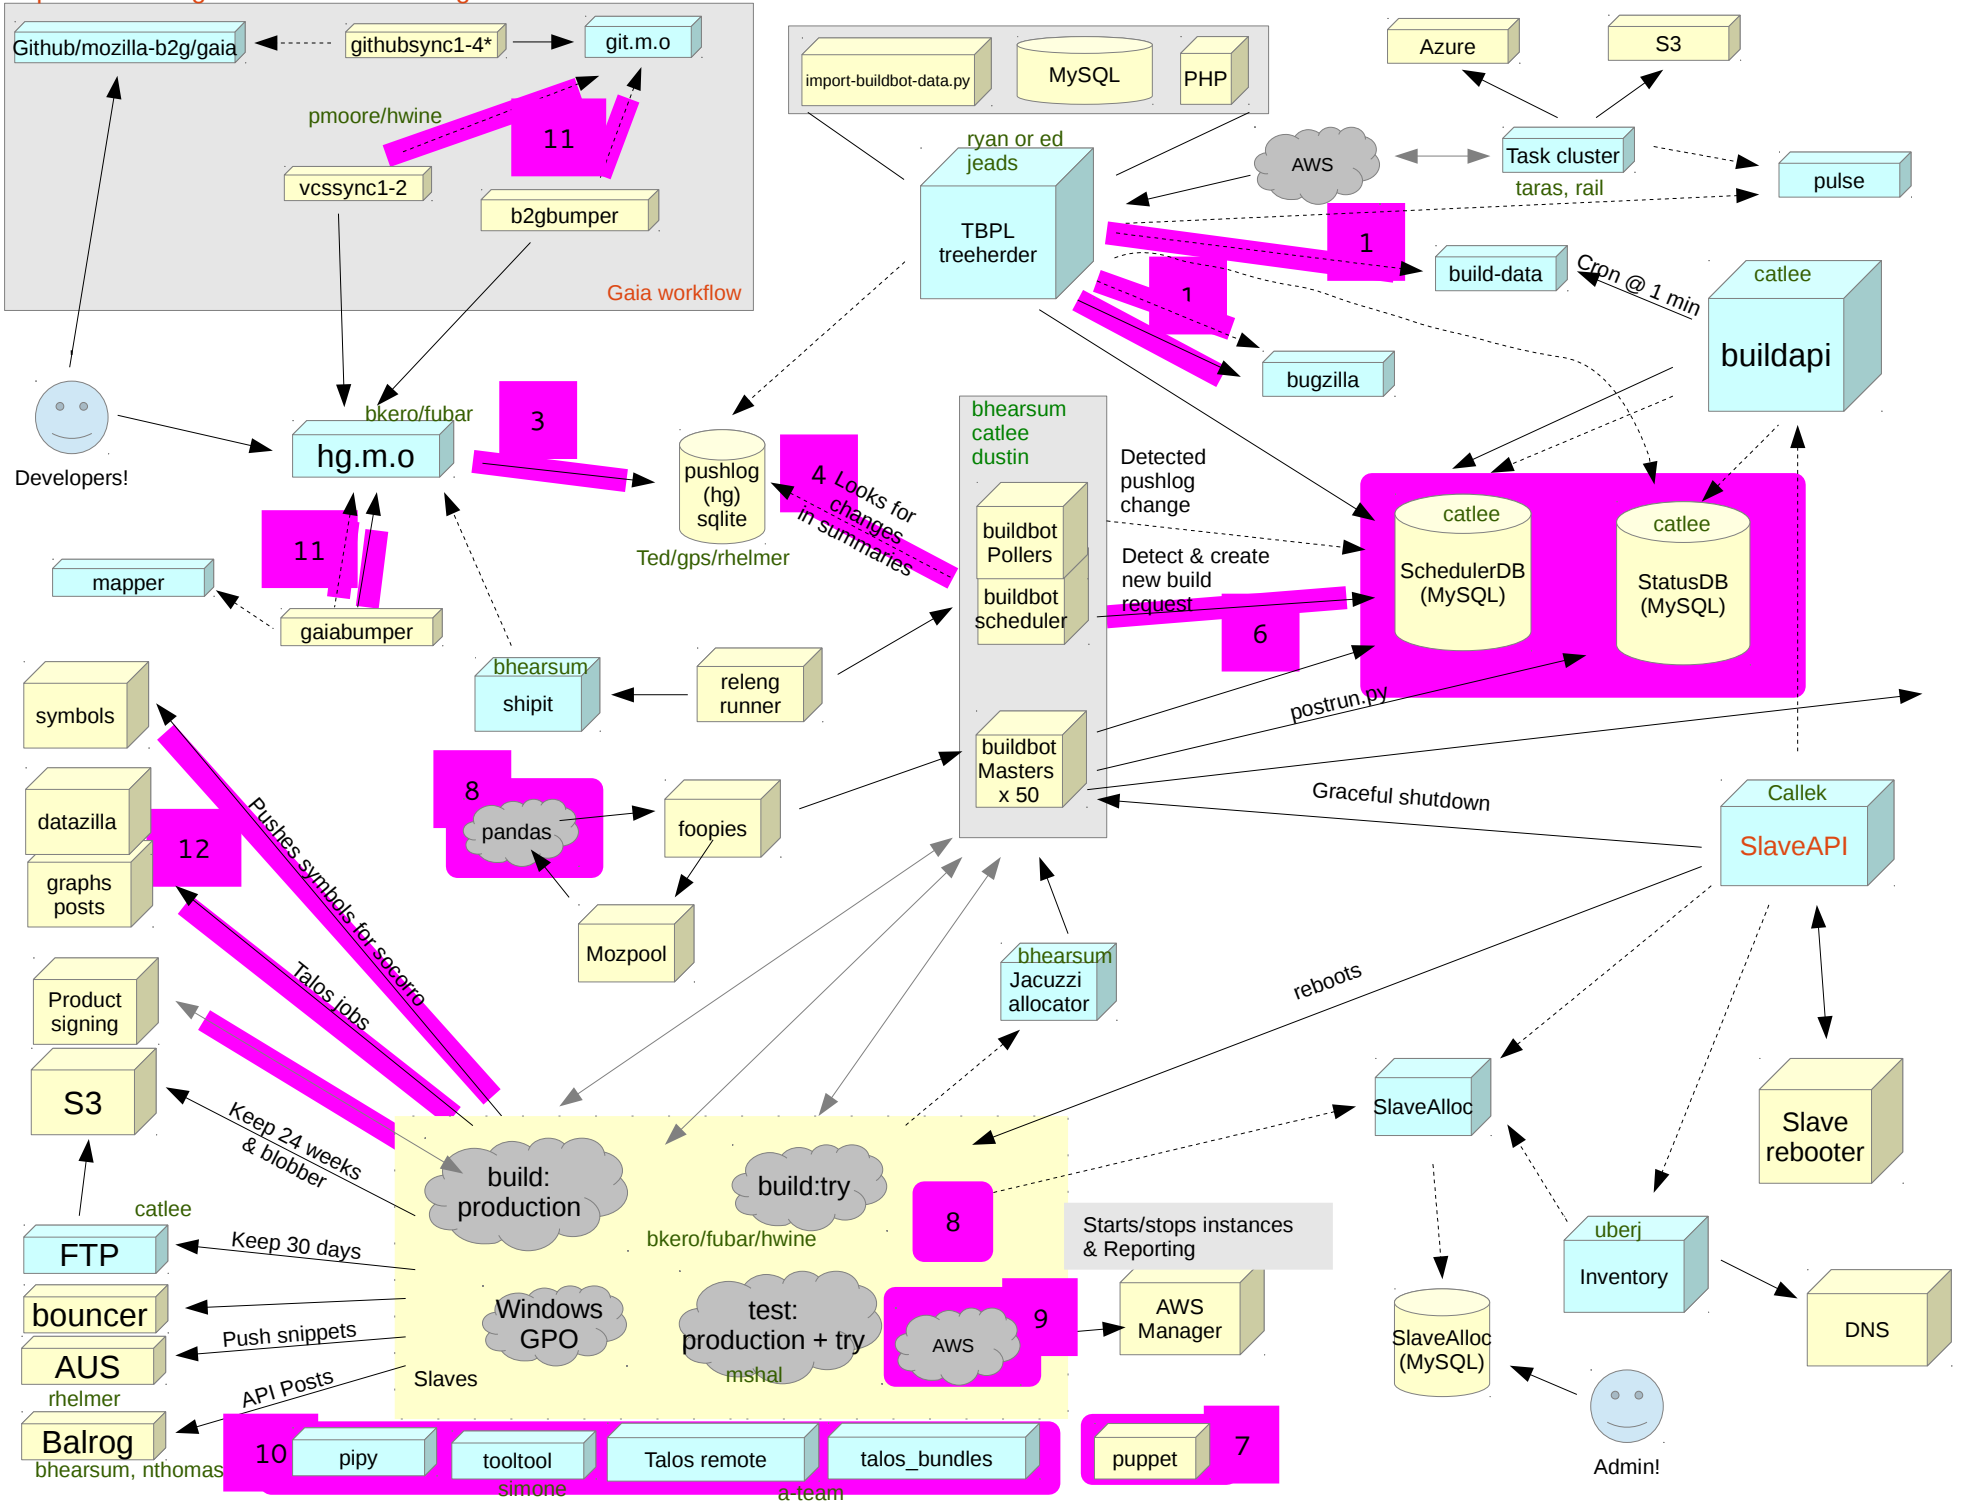 Github/mozilla-b2g/gaia
githubsync1-4*
git.m.o
pmoore/hwine
11
vcssync1-2
b2gbumper
Gaia workflow
import-buildbot-data.py
MySQL
PHP
ryan or ed
jeads
TBPL
treeherder
AWS
Azure
S3
Task cluster
taras, rail
pulse
1
build-data
Cron @ 1 min
catlee
buildapi
1
bugzilla
Developers!
bkero/fubar
hg.m.o
3
pushlog
(hg)
sqlite
Ted/gps/rhelmer
4
Looks for
changes
in summaries
bhearsum
catlee
dustin
buildbot
Pollers
buildbot
scheduler
Detected
pushlog
change
Detect & create
new build
request
6
catlee
SchedulerDB
(MySQL)
catlee
StatusDB
(MySQL)
11
mapper
gaiabumper
bhearsum
shipit
releng
runner
buildbot
Masters
x 50
postrun.py
Graceful shutdown
Callek
SlaveAPI
symbols
datazilla
graphs
posts
12
Pushes symbols for socorro
Talos jobs
8
pandas
foopies
Mozpool
bhearsum
Jacuzzi
allocator
reboots
Product
signing
S3
Keep 24 weeks
& blobber
SlaveAlloc
Slave
rebooter
build:
production
build:try
bkero/fubar/hwine
8
Starts/stops instances
& Reporting
catlee
FTP
Keep 30 days
bouncer
AUS
Push snippets
rhelmer
API Posts
Balrog
bhearsum, nthomas
Windows
GPO
test:
production + try
mshal
Slaves
AWS
9
AWS
Manager
uberj
Inventory
DNS
SlaveAlloc
(MySQL)
Admin!
10
pipy
tooltool
simone
Talos remote
a-team
talos_bundles
puppet
7